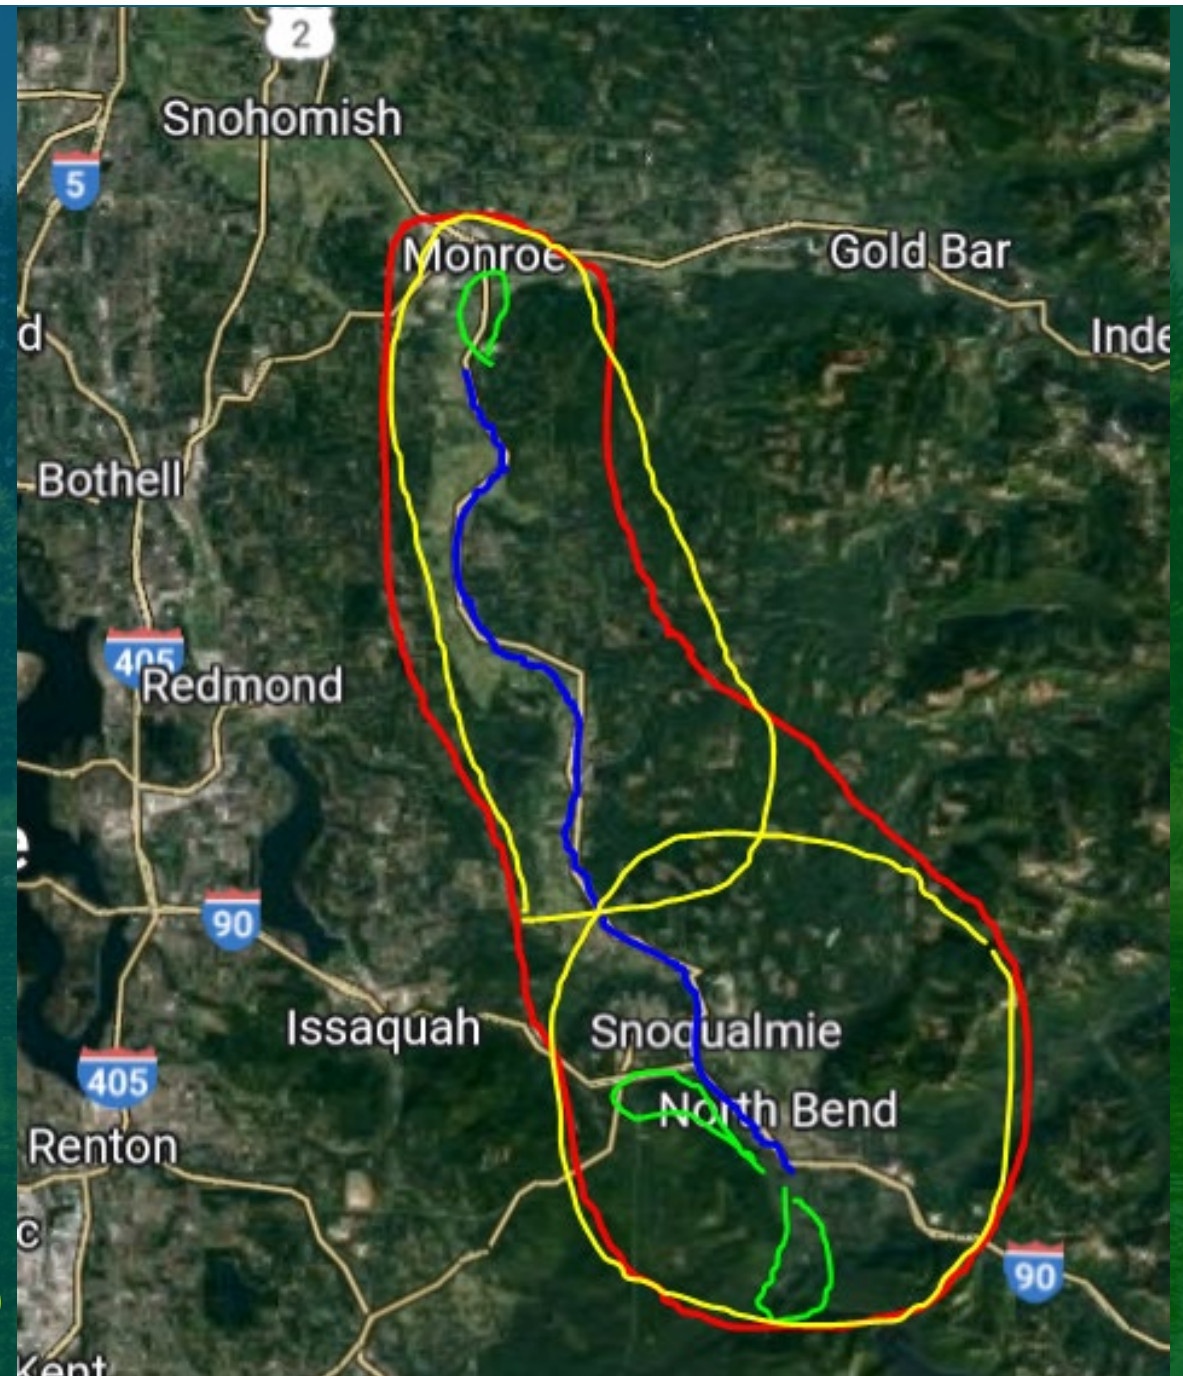 2
Snohomish
5
Monroe
Gold Bar
d
Inde
Bothell
405
Redmond
e
90
Issaquah
Snoqualmie
405
North Bend
Renton
c
90
Kent